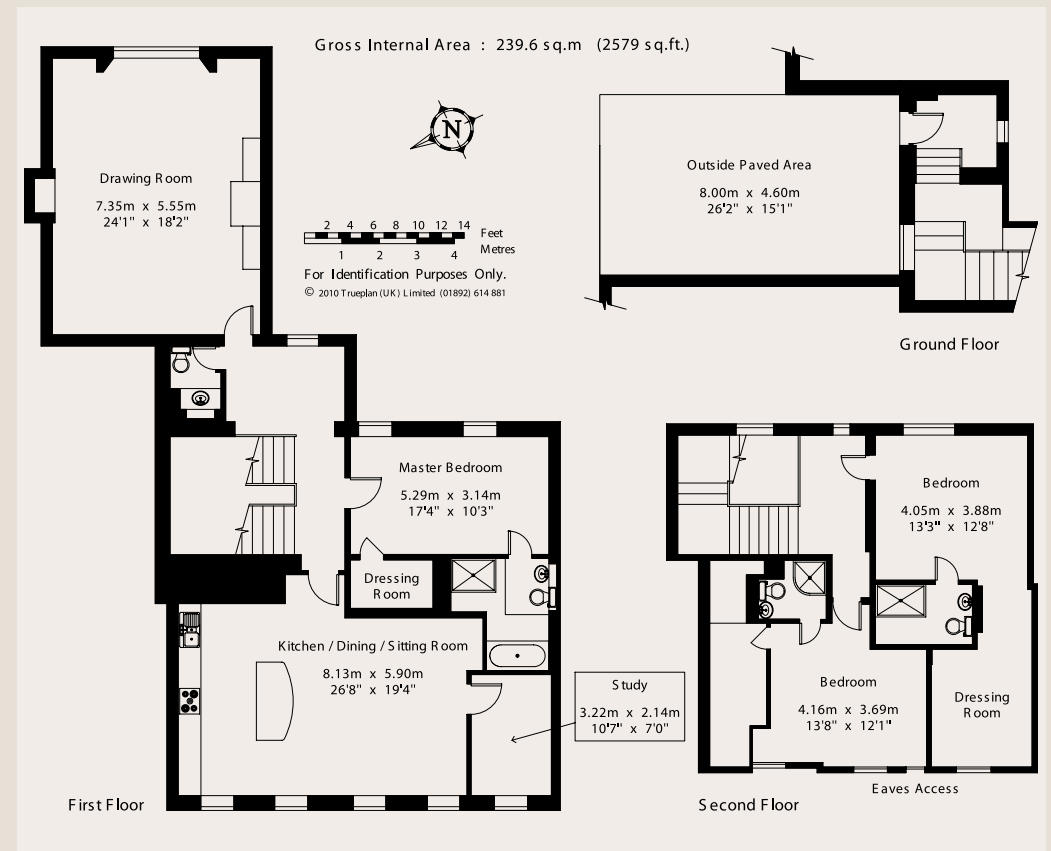 Gross Internal Area : 239.6 sq.m (2579 sq.ft.)
N
Drawing Room
7.35m x 5.55m
24'1" x 18'2"
2 4 6 8 10 12 14
Feet
Metres
1 2 3 4
For Identification Purposes Only.
© 2010 Trueplan (UK) Limited (01892) 614 881
Outside Paved Area
8.00m x 4.60m
26'2" x 15'1"
Ground Floor
Master Bedroom
5.29m x 3.14m
17'4" x 10'3"
Dressing
Room
Kitchen / Dining / Sitting Room
8.13m x 5.90m
26'8" x 19'4"
Study
3.22m x 2.14m
10'7" x 7'0"
First Floor
Bedroom
4.05m x 3.88m
13'3" x 12'8"
Bedroom
4.16m x 3.69m
13'8" x 12'1"
Dressing
Room
Eaves Access
Second Floor